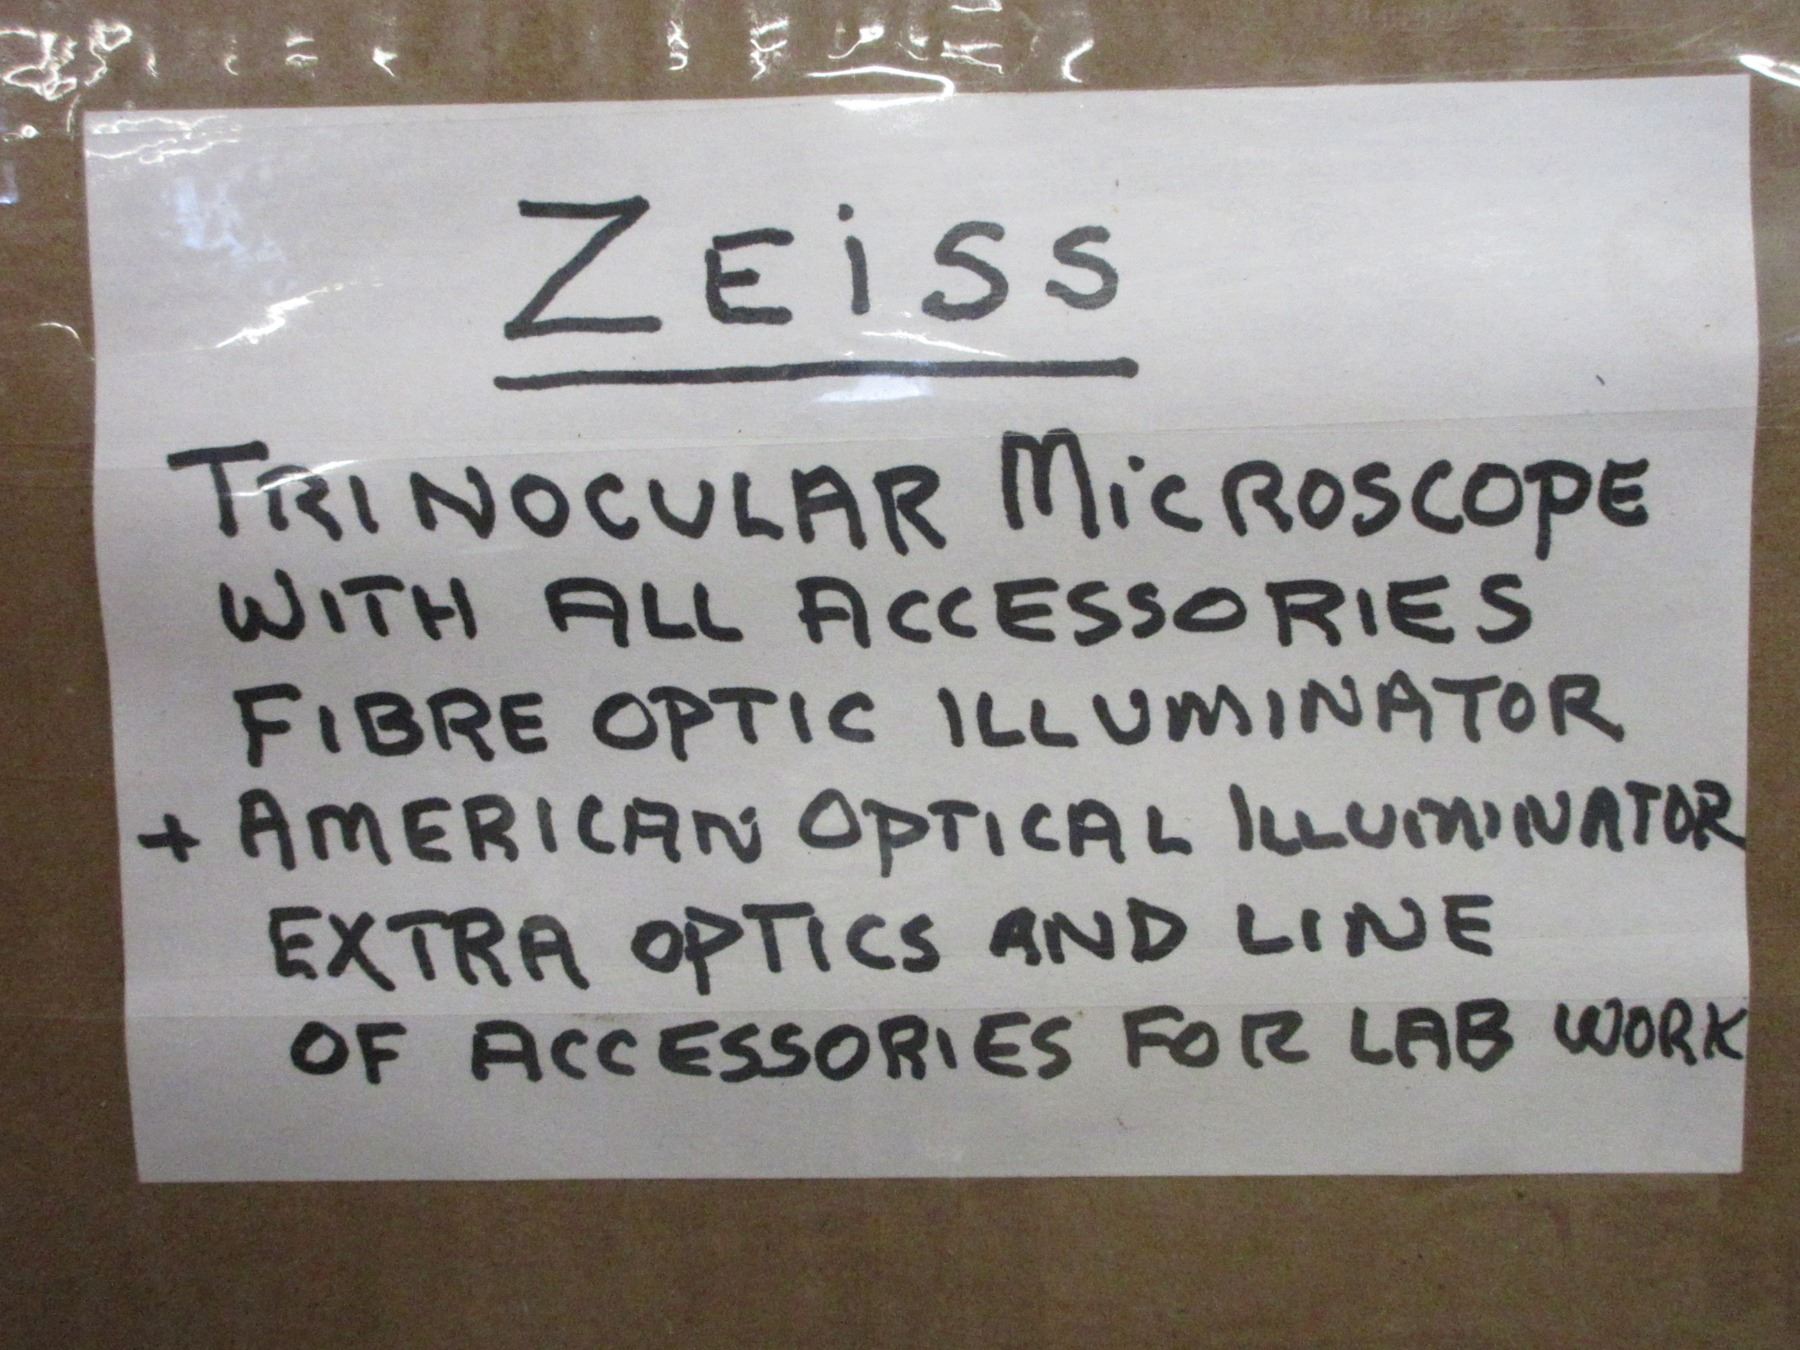 ZEiSS
TRINOCULAR MiCROSCOPE
WITH ALL ACCESSORIES
FIBRE OPTIC ILLUMINATOR
+ AMERICAN OPTICAL ILLUMINATOR
EXTRA OPTICS AND LINE
OF ACCESSORIES FOR LAB WORK